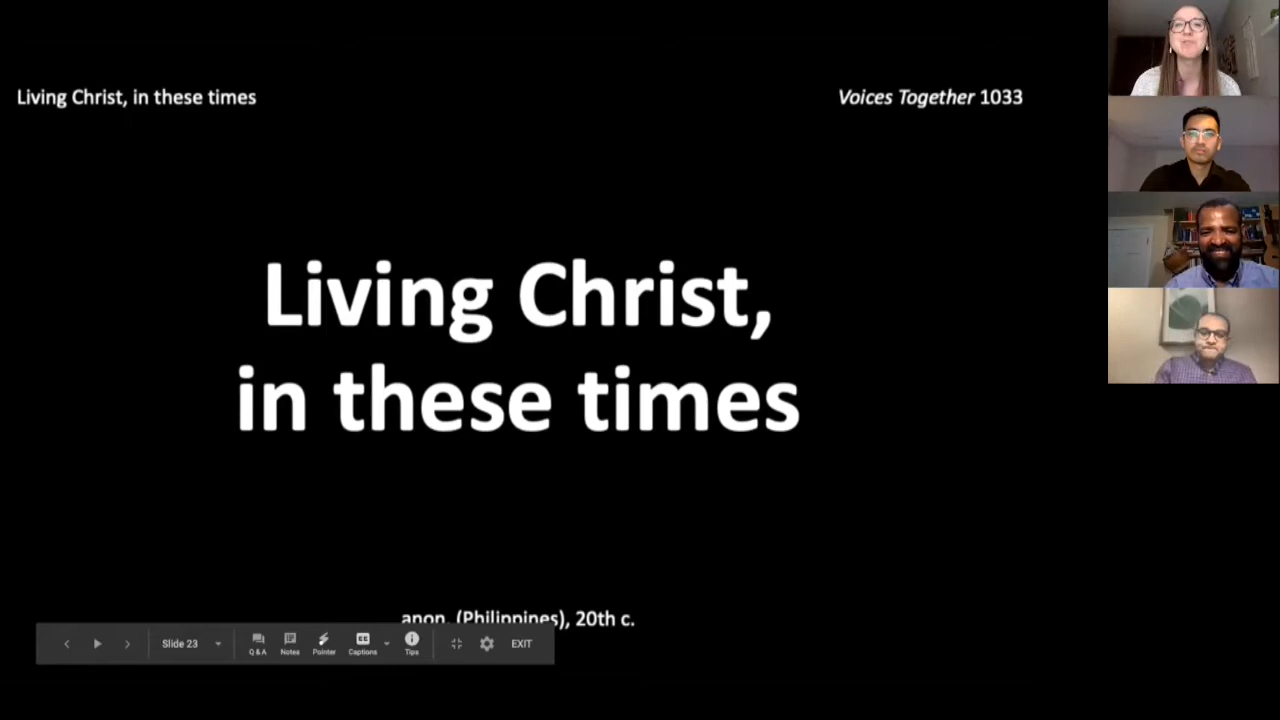 Living Christ, in these times
Voices Together 1033
Living Christ,
in these times
anon. (Philippines), 20th c.
Slide 23
Q & A
Notes
Pointer
CC
Captions
Tips
EXIT